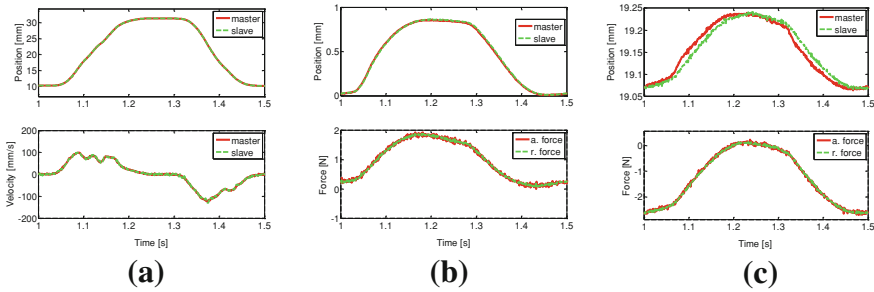 Position [mm]
30
25
20
15
10
1 1.1 1.2 1.3 1.4 1.5
master
slave
Velocity [mm/s]
200
100
0
-100
-200
1 1.1 1.2 1.3 1.4 1.5
Time [s]
master
slave
(a)
Position [mm]
1
0.5
0
1 1.1 1.2 1.3 1.4 1.5
master
slave
Force [N]
2
1
0
-1
1 1.1 1.2 1.3 1.4 1.5
Time [s]
a. force
r. force
(b)
Position [mm]
19.25
19.2
19.15
19.1
19.05
1 1.1 1.2 1.3 1.4 1.5
master
slave
Force [N]
0
-1
-2
1 1.1 1.2 1.3 1.4 1.5
Time [s]
a. force
r. force
(c)